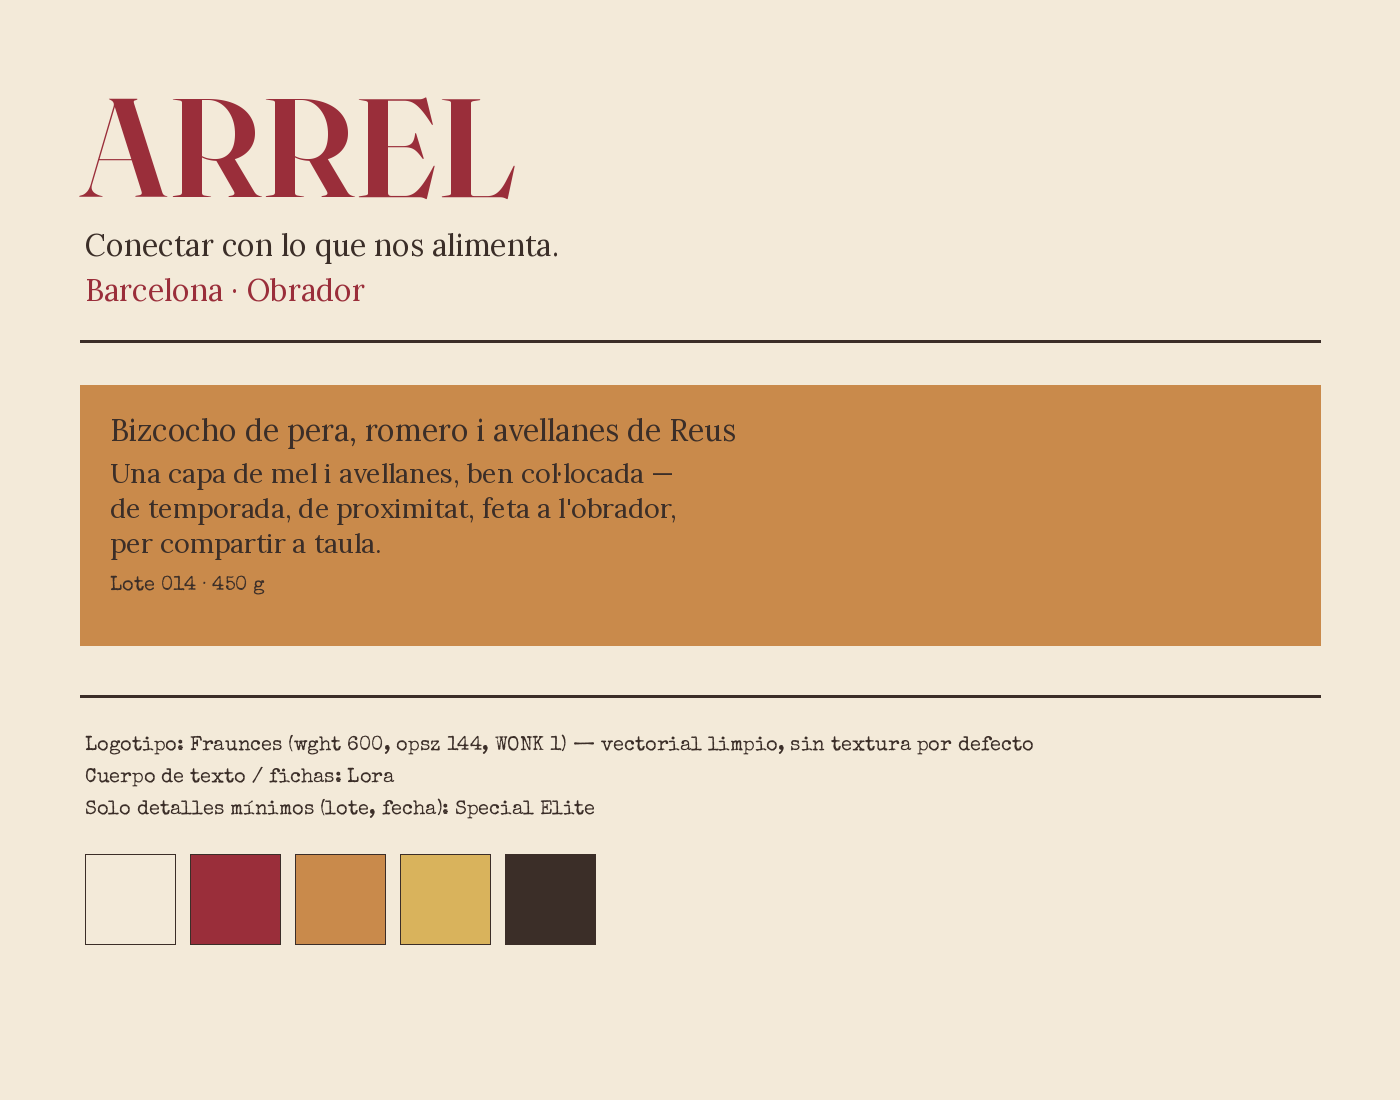 ARREL
Conectar con lo que nos alimenta.
Barcelona · Obrador
Bizcocho de pera, romero i avellanes de Reus
Una capa de mel i avellanes, ben col·locada —
de temporada, de proximitat, feta a l'obrador,
per compartir a taula.
Lote 014 · 450 g
Logotipo: Fraunces (wght 600, opsz 144, WONK 1) — vectorial limpio, sin textura por defecto
Cuerpo de texto / fichas: Lora
Solo detalles mínimos (lote, fecha): Special Elite